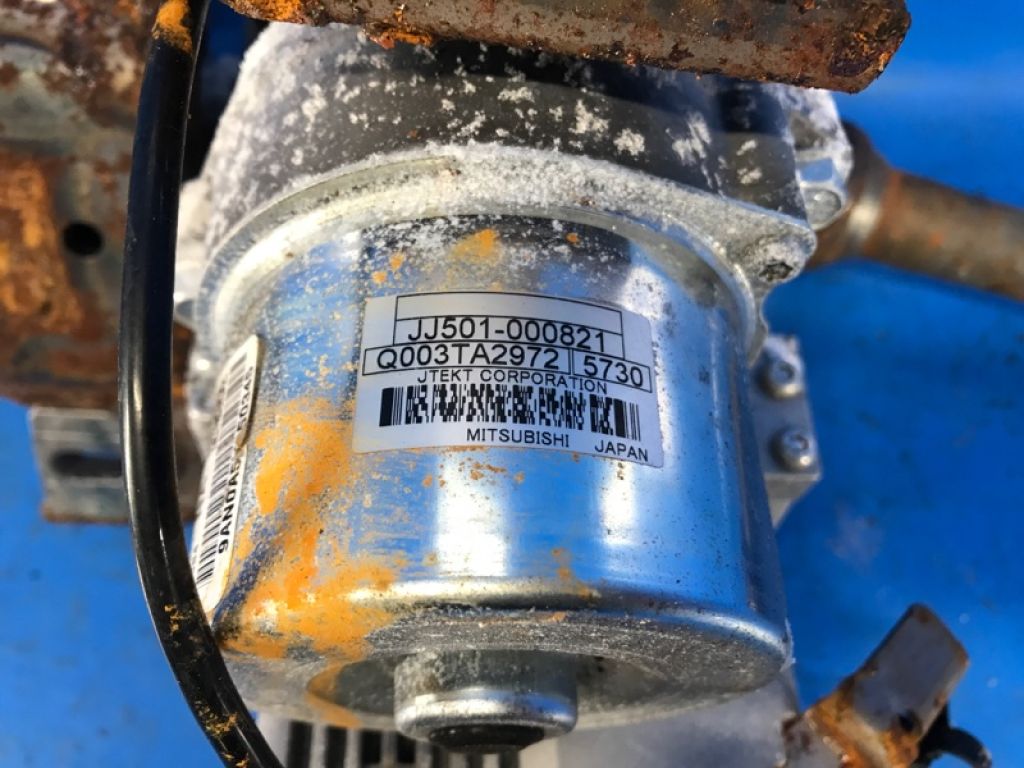 JJ501-000821
Q003TA2972 5730
JTEKT CORPORATION
MITSUBISHI JAPAN